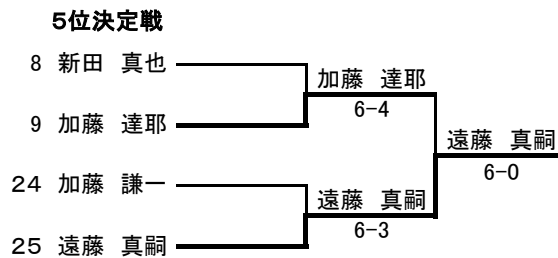 5位決定戦
8 新田 真也
加藤 達耶
6-4
9 加藤 達耶
遠藤 真嗣
6-0
24 加藤 謙一
遠藤 真嗣
6-3
25 遠藤 真嗣